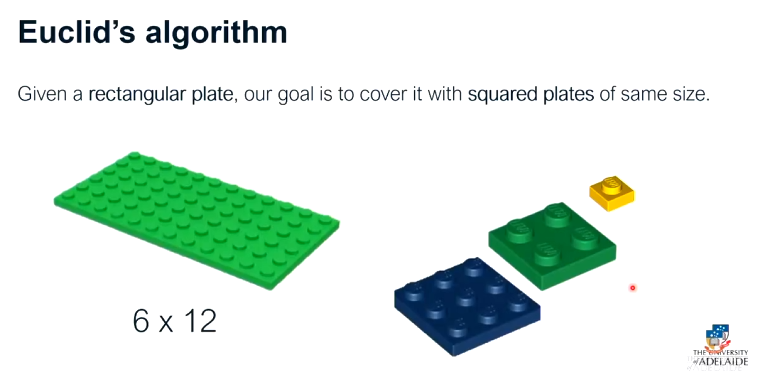 Euclid's algorithm
Given a rectangular plate, our goal is to cover it with squared plates of same size.
6 x 12
THE UNIVERSITY
of ADELAIDE